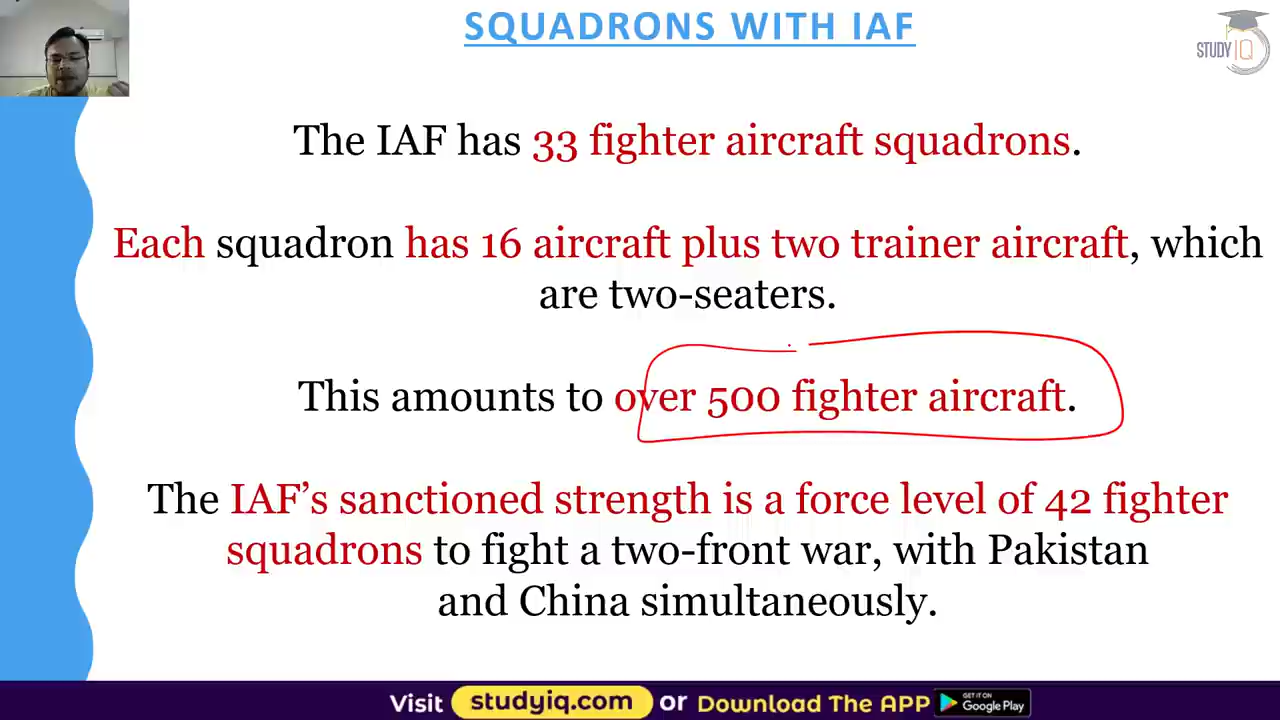 SQUADRONS WITH IAF
STUDY IQ
The IAF has 33 fighter aircraft squadrons.
Each squadron has 16 aircraft plus two trainer aircraft, which
are two-seaters.
This amounts to over 500 fighter aircraft.
The IAF’s sanctioned strength is a force level of 42 fighter
squadrons to fight a two-front war, with Pakistan
and China simultaneously.
Visit studyiq.com or Download The APP GET IT ON Google Play